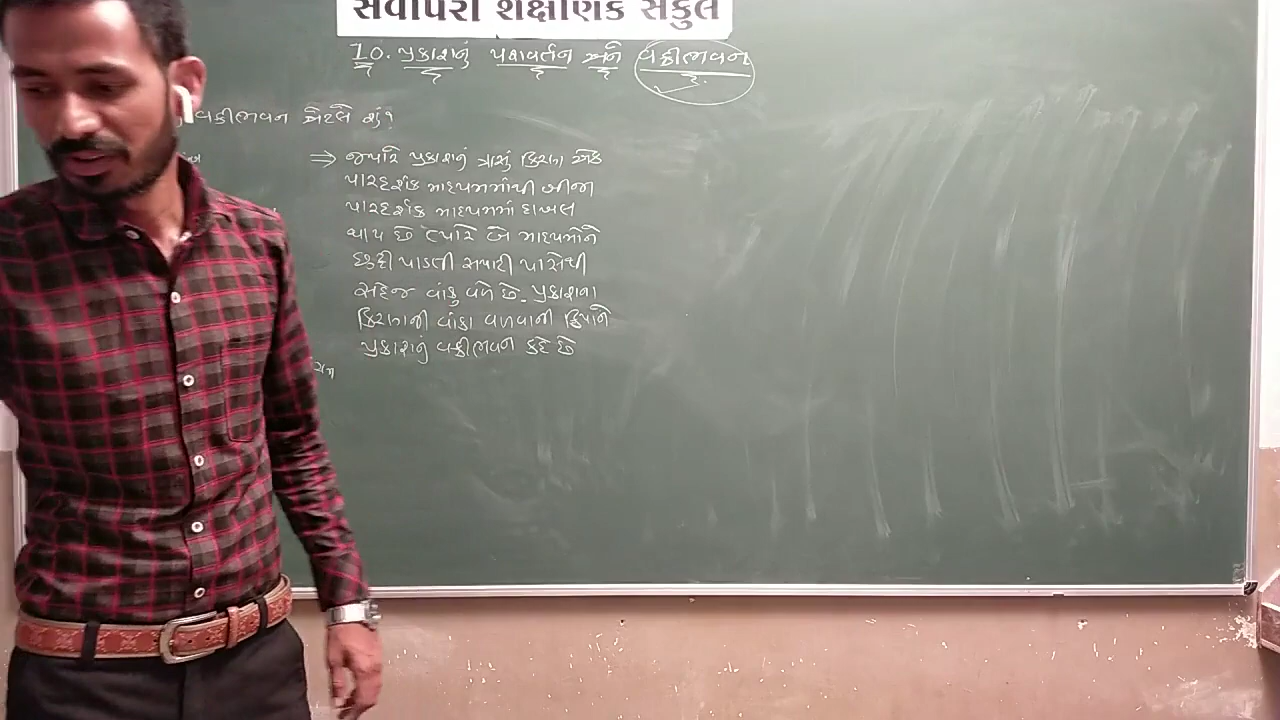 સર્વોપરી શૈક્ષણિક સંકુલ
10. પ્રકાશનું પરાવર્તન અને વક્રીભવન
વક્રીભવન એટલે શું?
⇒ જ્યારે પ્રકાશનું ત્રાસું કિરણ એક
પારદર્શક માધ્યમમાંથી બીજા
પારદર્શક માધ્યમમાં દાખલ
થાય છે ત્યારે બે માધ્યમોને
છુટી પાડતી સપાટી પાસેથી
સહેજ વાંકુ વળે છે. પ્રકાશના
કિરણની વાંકા વળવાની ક્રિયાને
પ્રકાશનું વક્રીભવન કહે છે